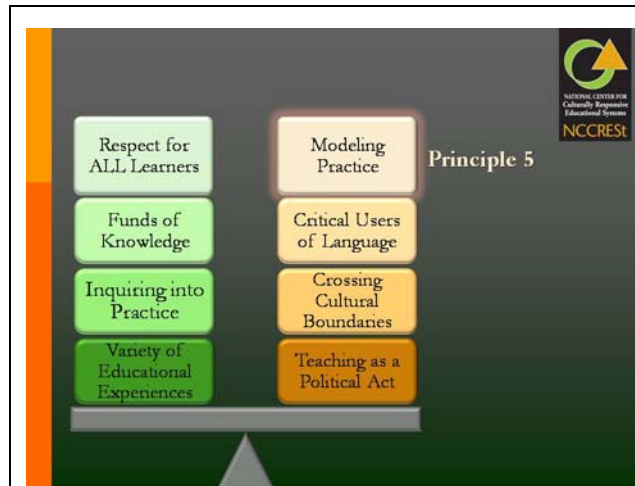 NATIONAL CENTER FOR
Culturally Responsive
Educational Systems
NCCRESt
Respect for
ALL Learners
Modeling
Practice
Principle 5
Funds of
Knowledge
Critical Users
of Language
Inquiring into
Practice
Crossing
Cultural
Boundaries
Variety of
Educational
Experiences
Teaching as a
Political Act